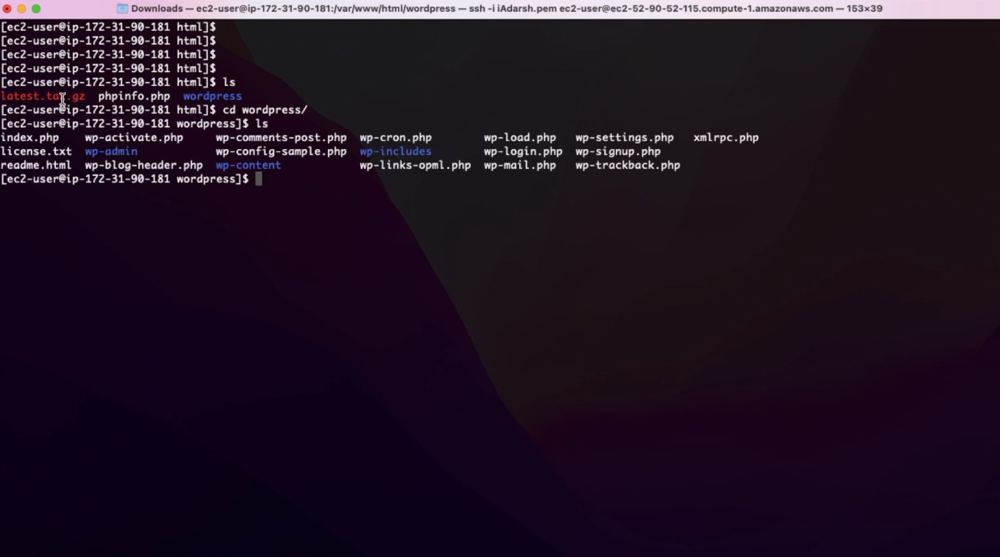 Downloads — ec2-user@ip-172-31-90-181:/var/www/html/wordpress — ssh -i iAdarsh.pem ec2-user@ec2-52-90-52-115.compute-1.amazonaws.com — 153×39
[ec2-user@ip-172-31-90-181 html]$
[ec2-user@ip-172-31-90-181 html]$
[ec2-user@ip-172-31-90-181 html]$
[ec2-user@ip-172-31-90-181 html]$
[ec2-user@ip-172-31-90-181 html]$ ls
latest.tar.gz phpinfo.php wordpress
[ec2-user@ip-172-31-90-181 html]$ cd wordpress/
[ec2-user@ip-172-31-90-181 wordpress]$ ls
index.php wp-activate.php wp-comments-post.php wp-cron.php wp-load.php wp-settings.php xmlrpc.php
license.txt wp-admin wp-config-sample.php wp-includes wp-login.php wp-signup.php
readme.html wp-blog-header.php wp-content wp-links-opml.php wp-mail.php wp-trackback.php
[ec2-user@ip-172-31-90-181 wordpress]$